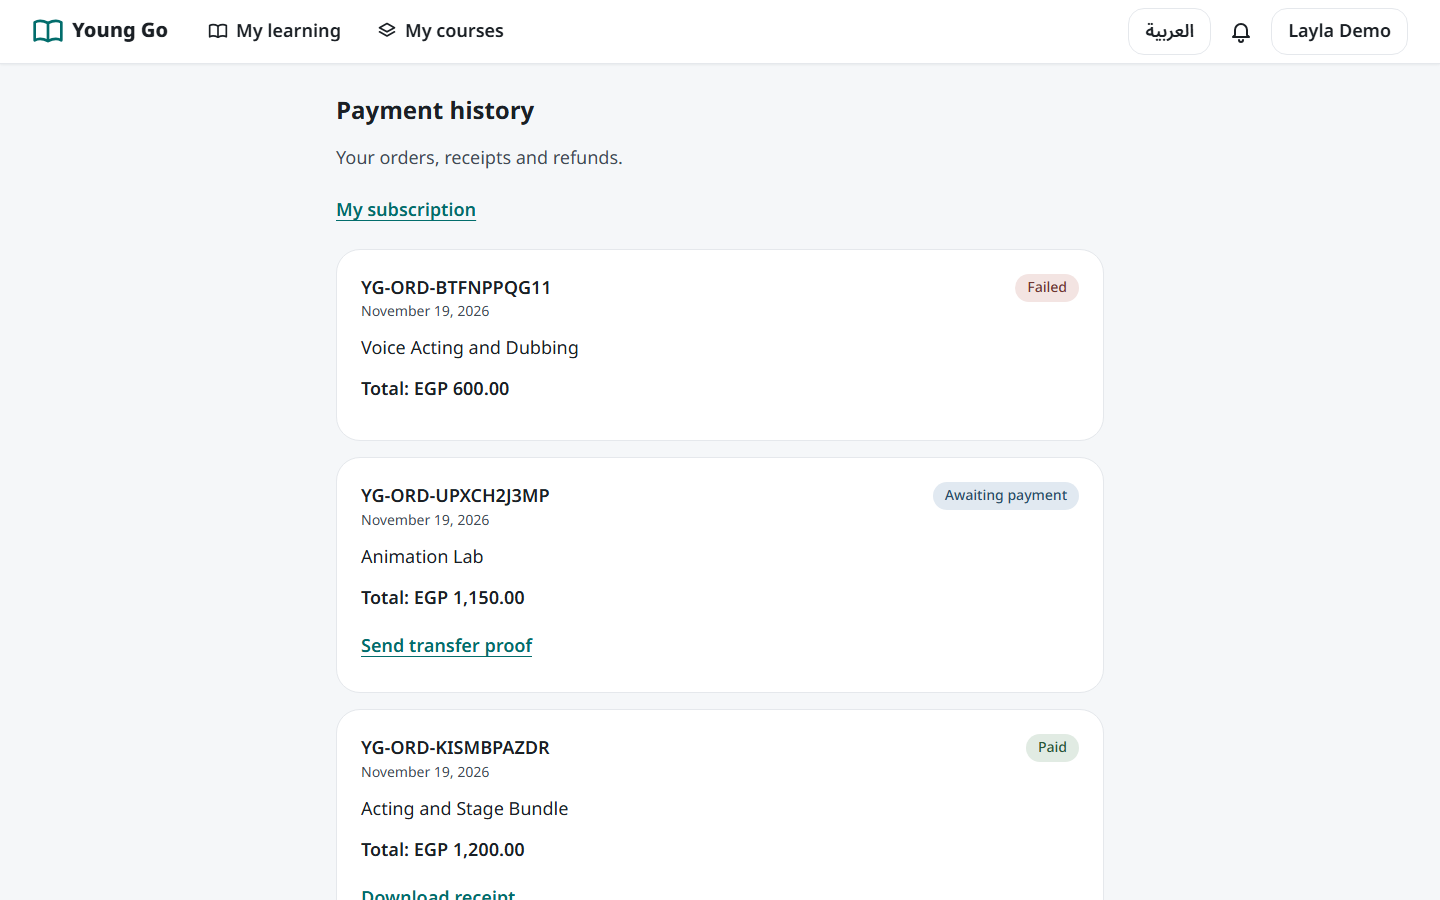 Young Go
My learning
My courses
العربية
Layla Demo
Payment history
Your orders, receipts and refunds.
My subscription
YG-ORD-BTFNPPQG11
Failed
November 19, 2026
Voice Acting and Dubbing
Total: EGP 600.00
YG-ORD-UPXCH2J3MP
Awaiting payment
November 19, 2026
Animation Lab
Total: EGP 1,150.00
Send transfer proof
YG-ORD-KISMBPAZDR
Paid
November 19, 2026
Acting and Stage Bundle
Total: EGP 1,200.00
Download receipt